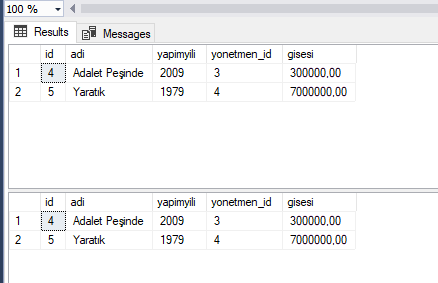 100 %
Results Messages
id adi yapimyili yonetmen_id gisesi
1 4 Adalet Peşinde 2009 3 300000,00
2 5 Yaratık 1979 4 7000000,00
id adi yapimyili yonetmen_id gisesi
1 4 Adalet Peşinde 2009 3 300000,00
2 5 Yaratık 1979 4 7000000,00